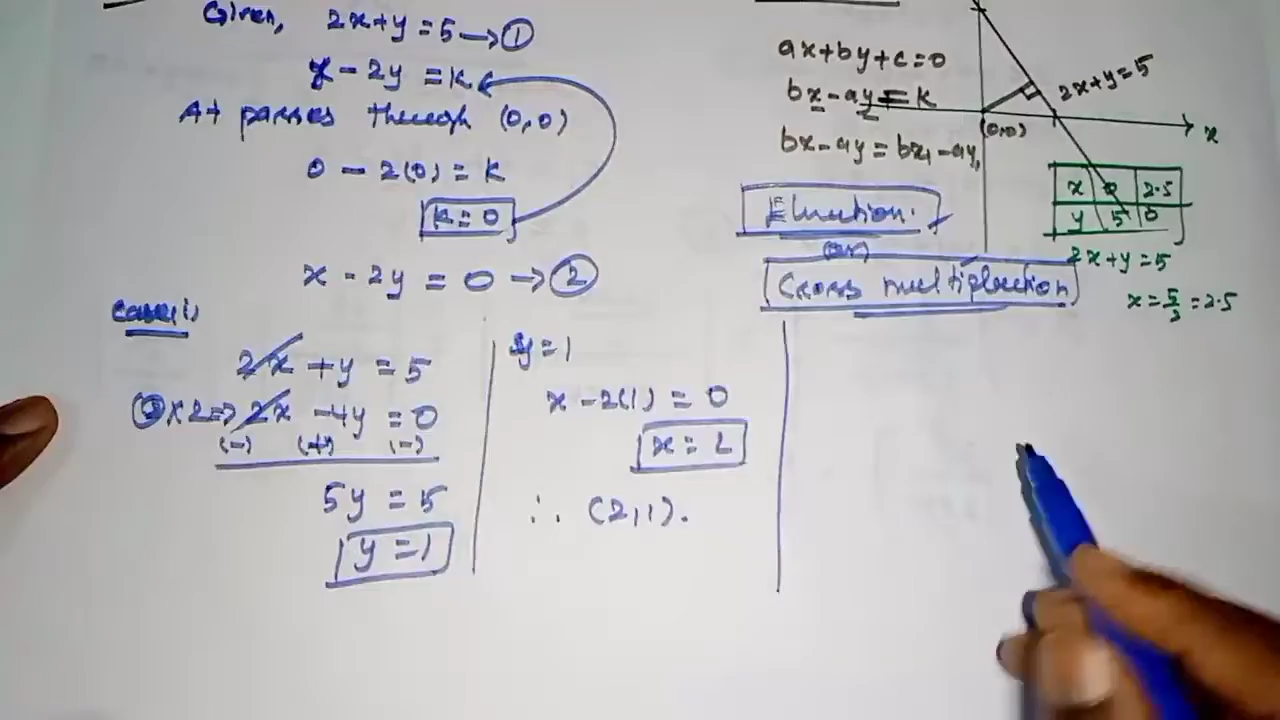 Given, 2x+y = 5 → ①
x - 2y = k
At passes through (0,0)
0 - 2(0) = k
k = 0
x - 2y = 0 → ②
case(i)
2x + y = 5
② x 2 ⇒ 2x - 4y = 0
(-) (+) (-)
5y = 5
y = 1
y = 1
x - 2(1) = 0
x = 2
∴ (2,1).
ax+by+c=0
bx-ay = k
bx-ay = bx₁-ay₁
(0,0)
2x+y=5
x
x 0 2.5
y 5 0
2x+y=5
x = 5/2 = 2.5
(or)
Cross multiplication